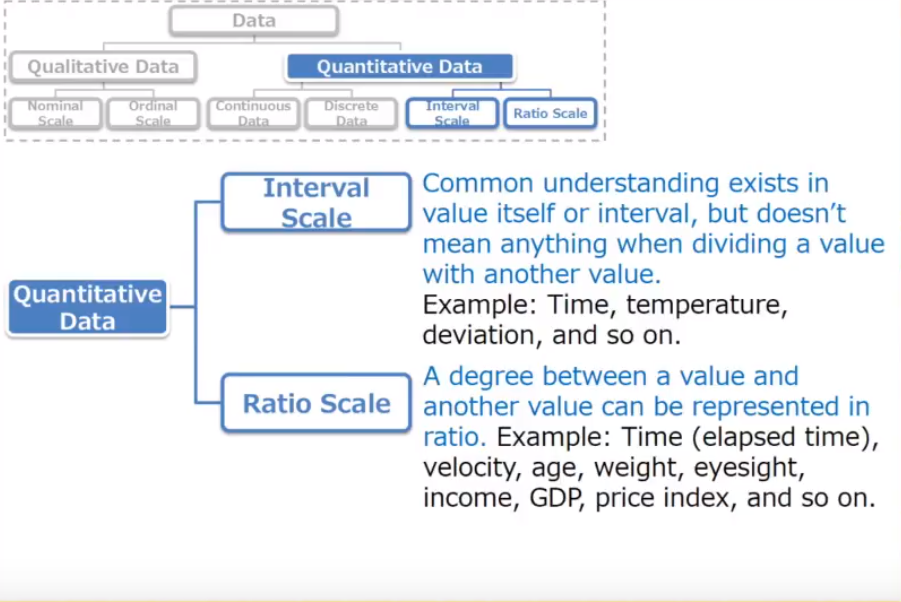 Data
Qualitative Data
Quantitative Data
Nominal
Scale
Ordinal
Scale
Continuous
Data
Discrete
Data
Interval
Scale
Ratio Scale
Interval
Scale
Common understanding exists in
value itself or interval, but doesn’t
mean anything when dividing a value
with another value.
Example: Time, temperature,
deviation, and so on.
Quantitative
Data
Ratio Scale
A degree between a value and
another value can be represented in
ratio. Example: Time (elapsed time),
velocity, age, weight, eyesight,
income, GDP, price index, and so on.